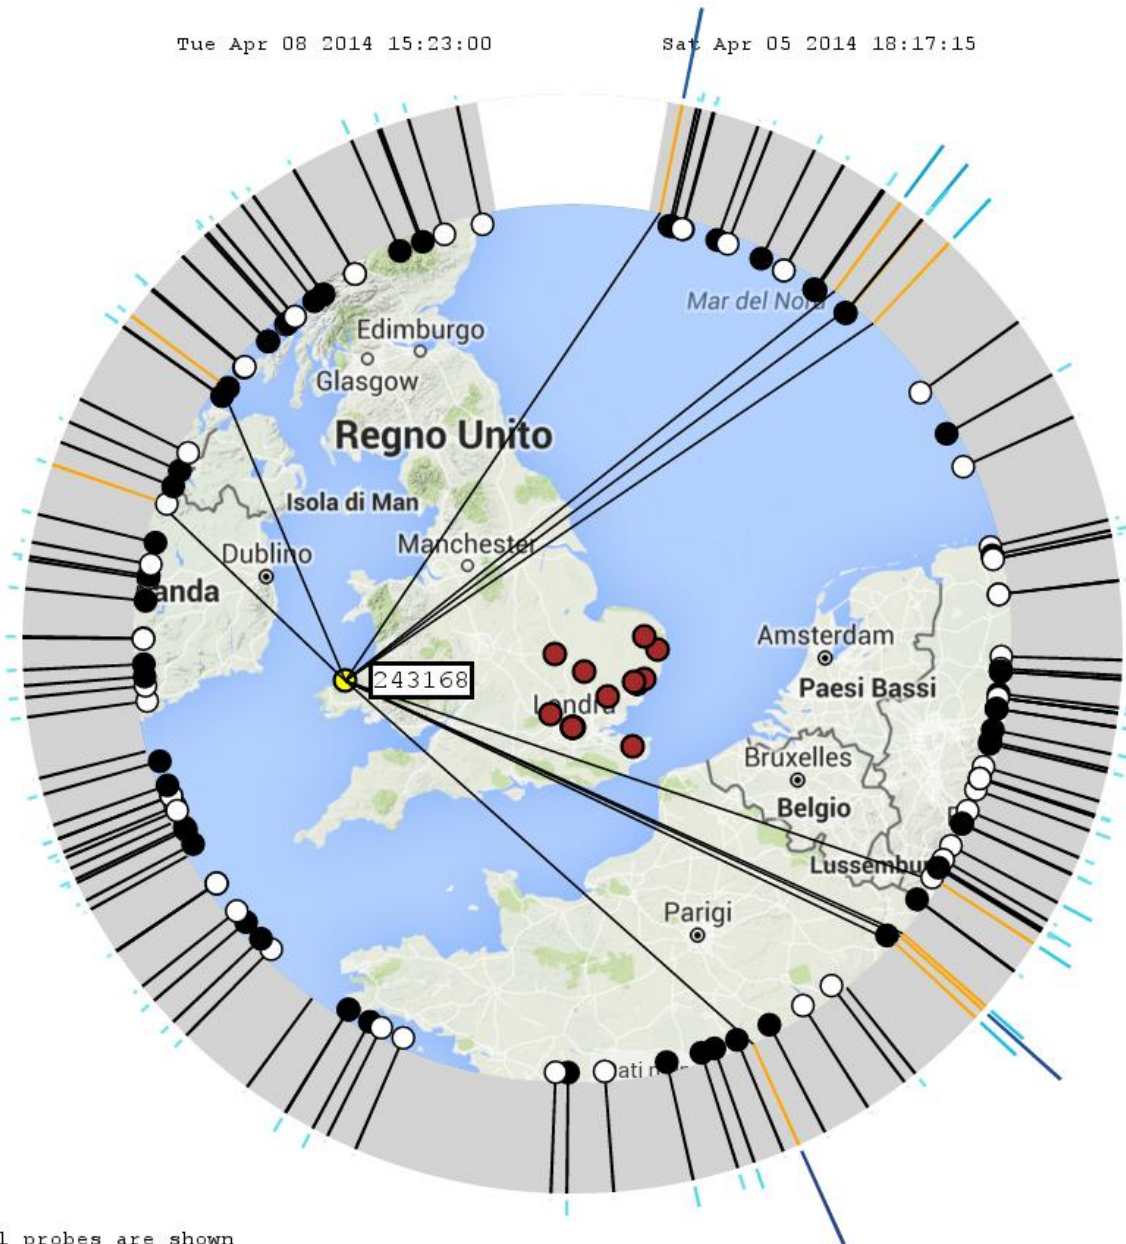 Tue Apr 08 2014 15:23:00
Sat Apr 05 2014 18:17:15
Mar del Nord
Edimburgo
Glasgow
Regno Unito
Isola di Man
Manchester
Dublino
anda
Amsterdam
243168
Paesi Bassi
Londra
Bruxelles
Belgio
Lussembur
Parigi
ati m
l probes are shown